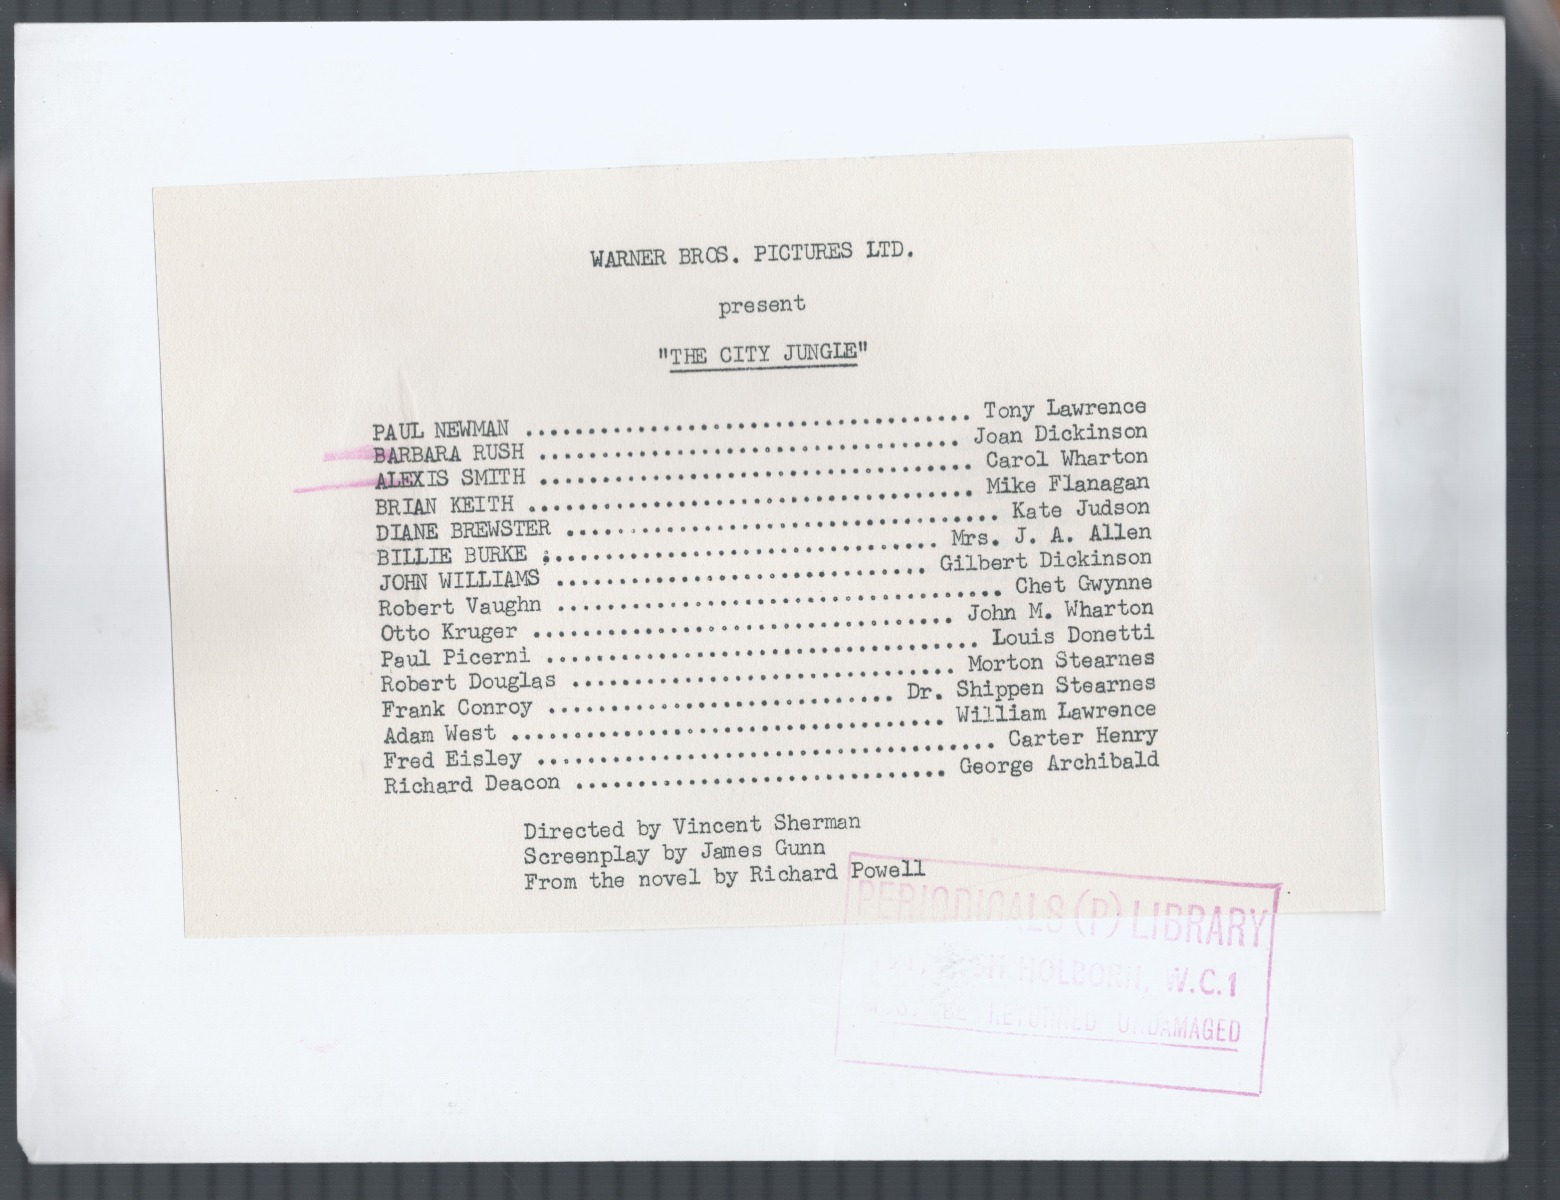 WARNER BROS. PICTURES LTD.
present
"THE CITY JUNGLE"
PAUL NEWMAN .................................... Tony Lawrence
BARBARA RUSH .................................. Joan Dickinson
ALEXIS SMITH ................................... Carol Wharton
BRIAN KEITH .................................... Mike Flanagan
DIANE BREWSTER ................................... Kate Judson
BILLIE BURKE ;............................... Mrs. J. A. Allen
JOHN WILLIAMS .............................. Gilbert Dickinson
Robert Vaughn .................................... Chet Gwynne
Otto Kruger .................................. John M. Wharton
Paul Picerni ................................... Louis Donetti
Robert Douglas ............................... Morton Stearnes
Frank Conroy ............................ Dr. Shippen Stearnes
Adam West ................................... William Lawrence
Fred Eisley ..................................... Carter Henry
Richard Deacon .............................. George Archibald
Directed by Vincent Sherman
Screenplay by James Gunn
From the novel by Richard Powell
PERIODICALS (P) LIBRARY
HOLBORN, W.C.1
MUST BE RETURNED UNDAMAGED